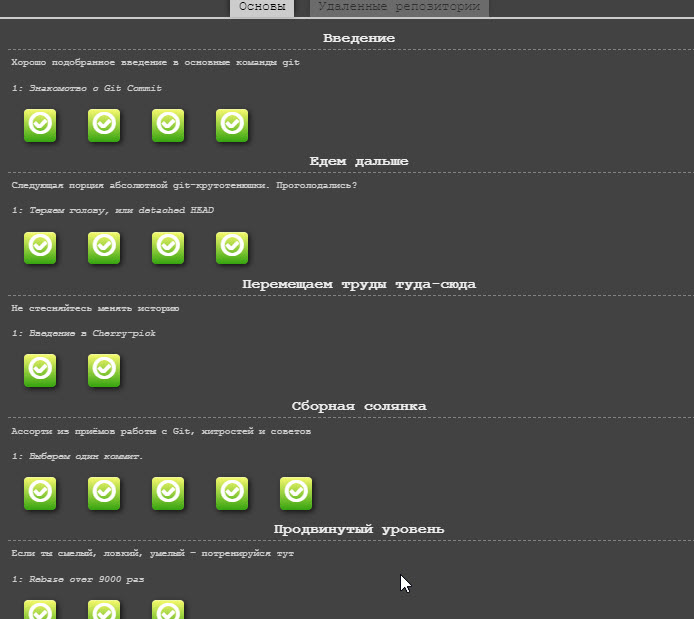 Основы
Удаленные репозитории
Введение
Хорошо подобранное введение в основные команды git
1: Знакомство с Git Commit
Едем дальше
Следующая порция абсолютной git-крутотенюшки. Проголодались?
1: Теряем голову, или detached HEAD
Перемещаем труды туда-сюда
Не стесняйтесь менять историю
1: Введение в Cherry-pick
Сборная солянка
Ассорти из приёмов работы с Git, хитростей и советов
1: Выберем один коммит.
Продвинутый уровень
Если ты смелый, ловкий, умелый - потренируйся тут
1: Rebase over 9000 раз